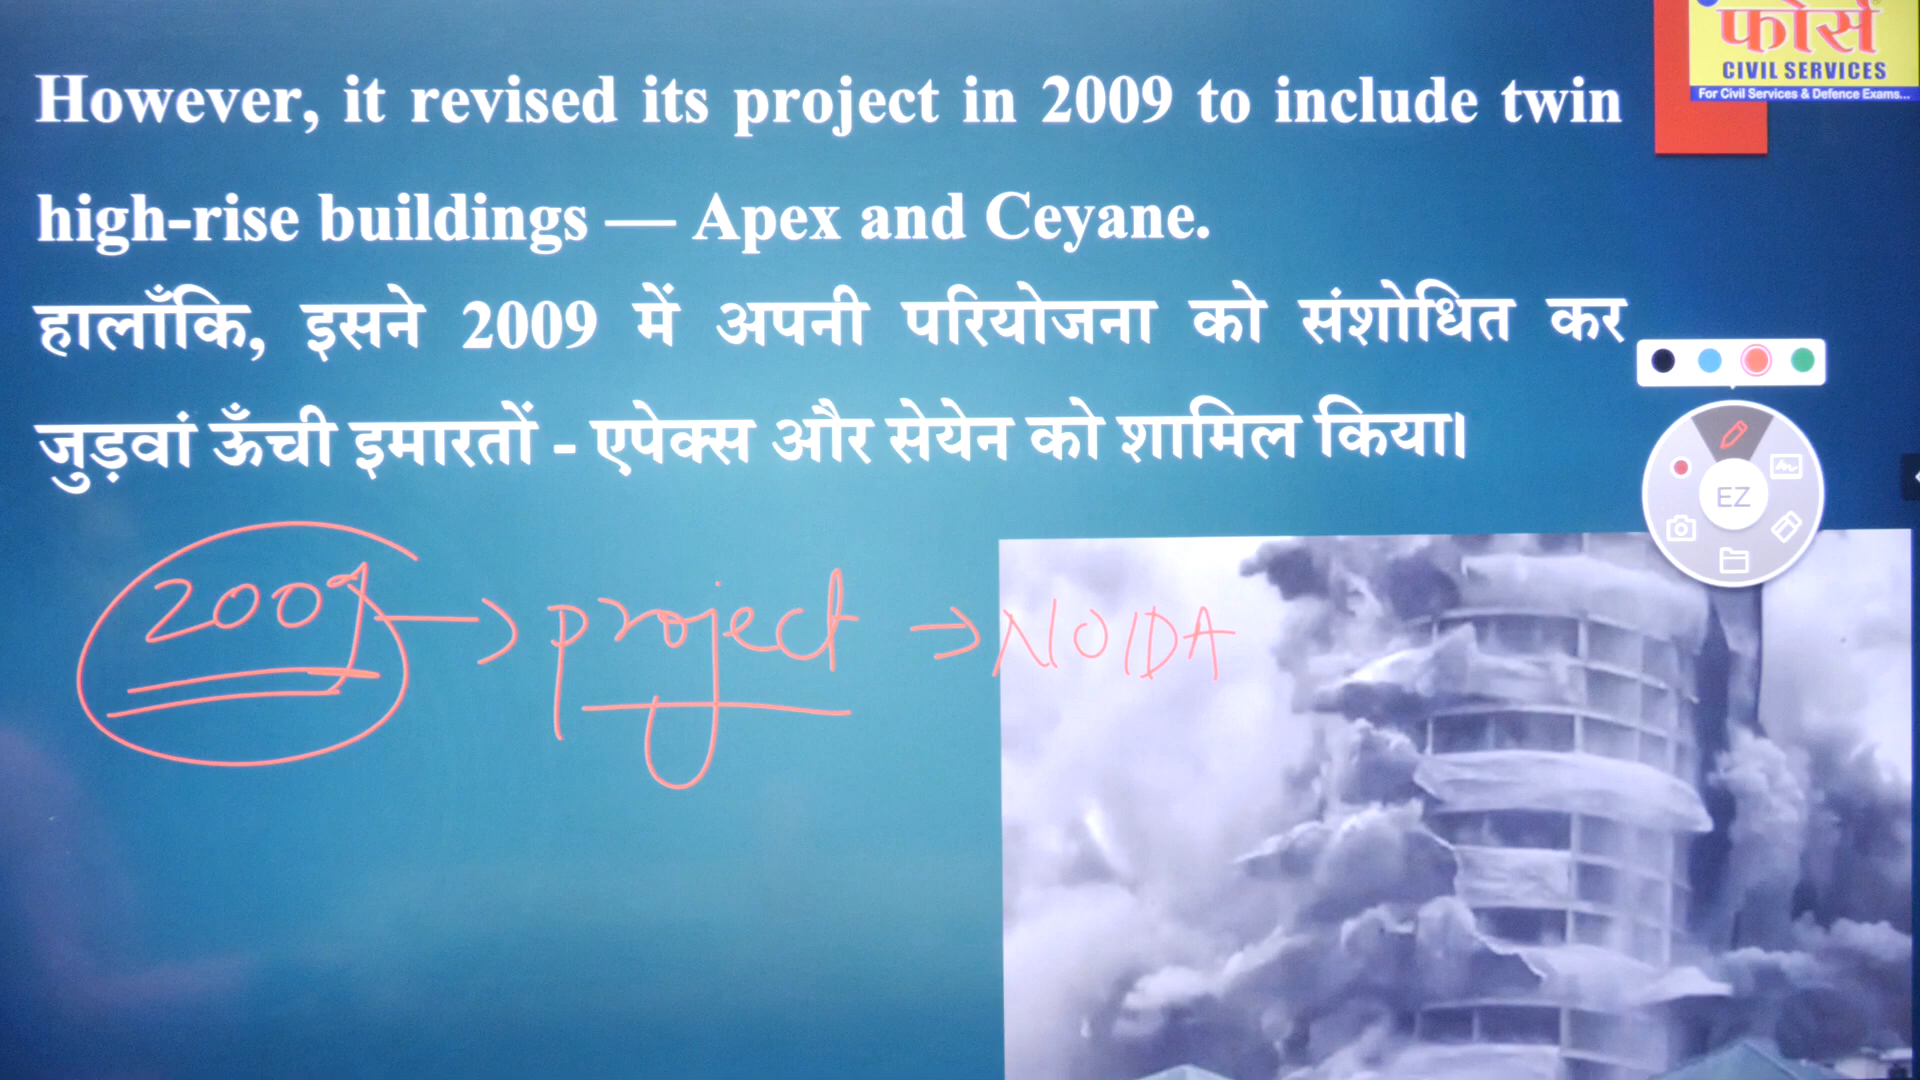 फोर्स
CIVIL SERVICES
For Civil Services & Defence Exams...
However, it revised its project in 2009 to include twin
high-rise buildings — Apex and Ceyane.
हालाँकि, इसने 2009 में अपनी परियोजना को संशोधित कर
जुड़वां ऊँची इमारतों - एपेक्स और सेयेन को शामिल किया।
EZ
2009 → project → NOIDA